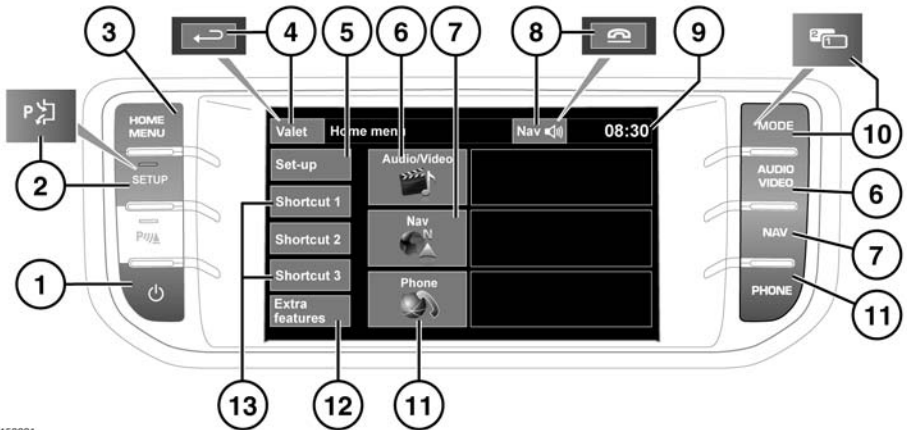 3
4
5
6
7
8
9
2
1
P
HOME
MENU
Valet
Home menu
Nav
08:30
MODE
10
2
SETUP
Set-up
Audio/Video
AUDIO
VIDEO
6
Shortcut 1
P
Nav
N
NAV
7
Shortcut 2
1
Shortcut 3
Phone
PHONE
11
Extra
features
13
12
11